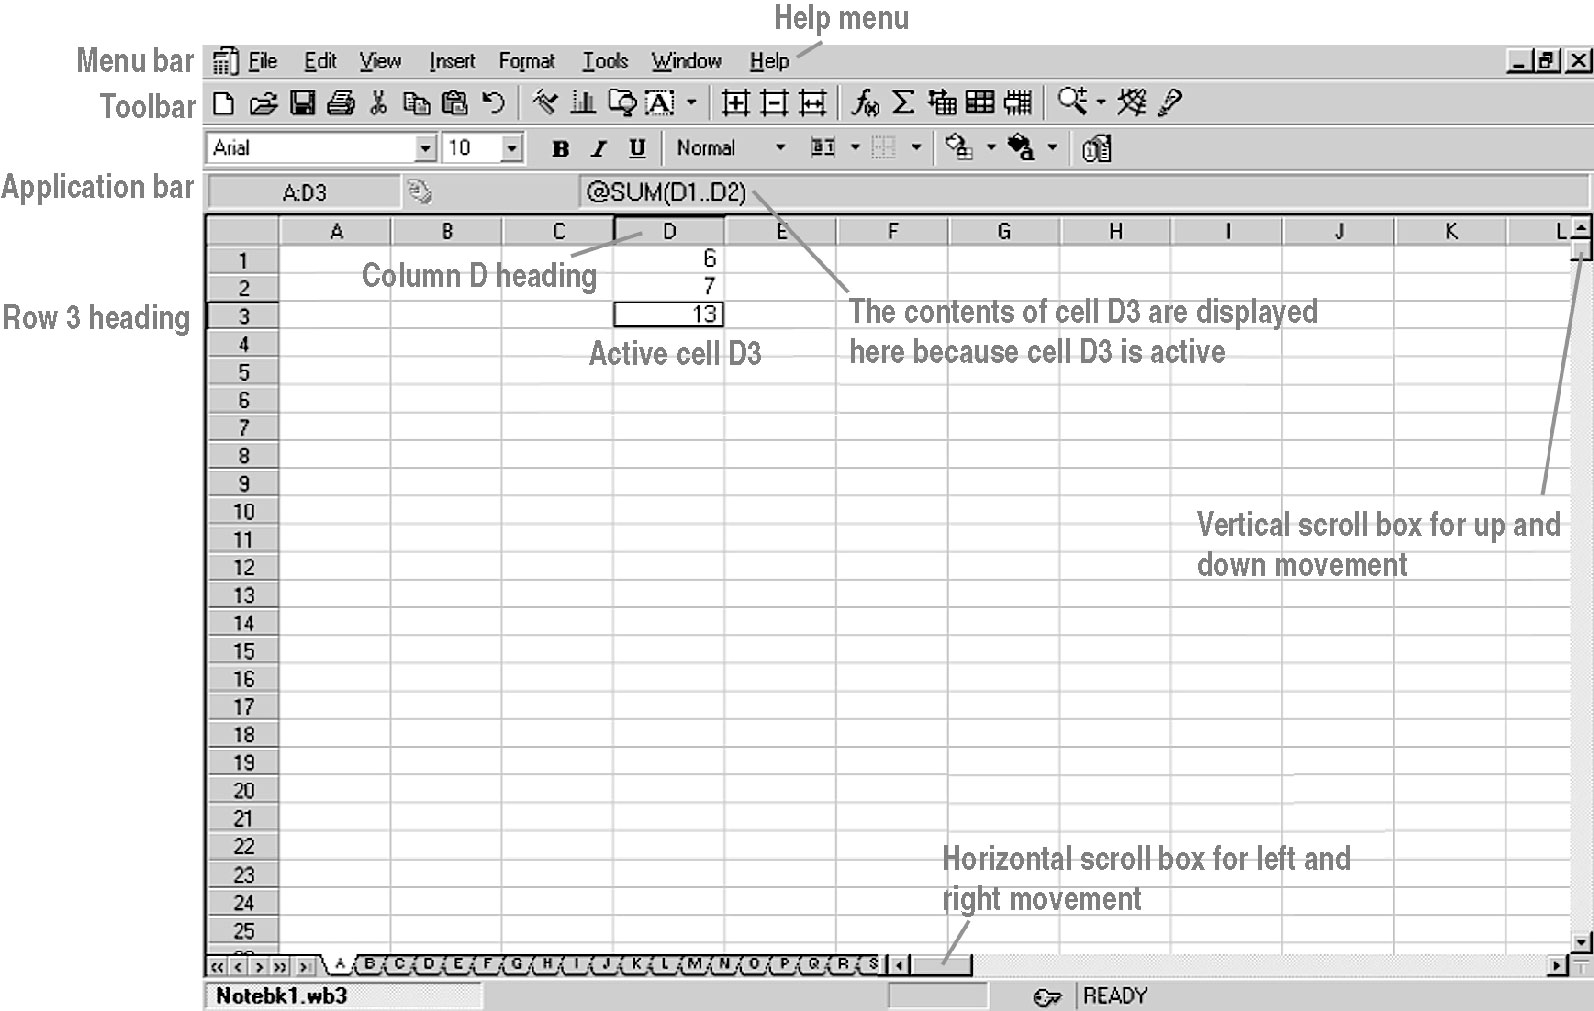 Help menu
Menu bar
File Edit View Insert Format Tools Window Help
Toolbar
Arial 10 B I U Normal
Application bar
A:D3 @SUM(D1..D2)
A B C D E F G H I J K L
1 6
Column D heading
2 7
Row 3 heading
3 13
The contents of cell D3 are displayed
here because cell D3 is active
4
Active cell D3
5
6
7
8
9
10
11
Vertical scroll box for up and
down movement
12
13
14
15
16
17
18
19
20
21
22
Horizontal scroll box for left and
right movement
23
24
25
A B C D E F G H I J K L M N O P Q R S
Notebk1.wb3 READY